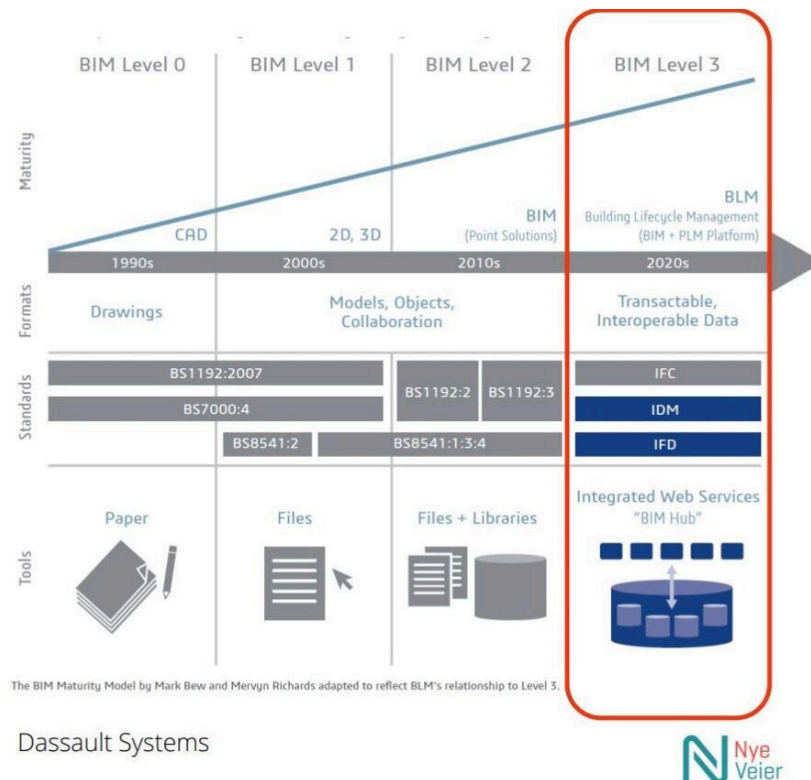 BIM Level 0
BIM Level 1
BIM Level 2
BIM Level 3
Maturity
CAD
2D, 3D
BIM
(Point Solutions)
BLM
Building Lifecycle Management
(BIM + PLM Platform)
1990s
2000s
2010s
2020s
Formats
Drawings
Models, Objects,
Collaboration
Transactable,
Interoperable Data
Standards
BS1192:2007
BS7000:4
BS8541:2
BS8541:1:3:4
BS1192:2
BS1192:3
IFC
IDM
IFD
Tools
Paper
Files
Files + Libraries
Integrated Web Services
"BIM Hub"
The BIM Maturity Model by Mark Bew and Mervyn Richards adapted to reflect BLM's relationship to Level 3.
Dassault Systems
Nye
Veier